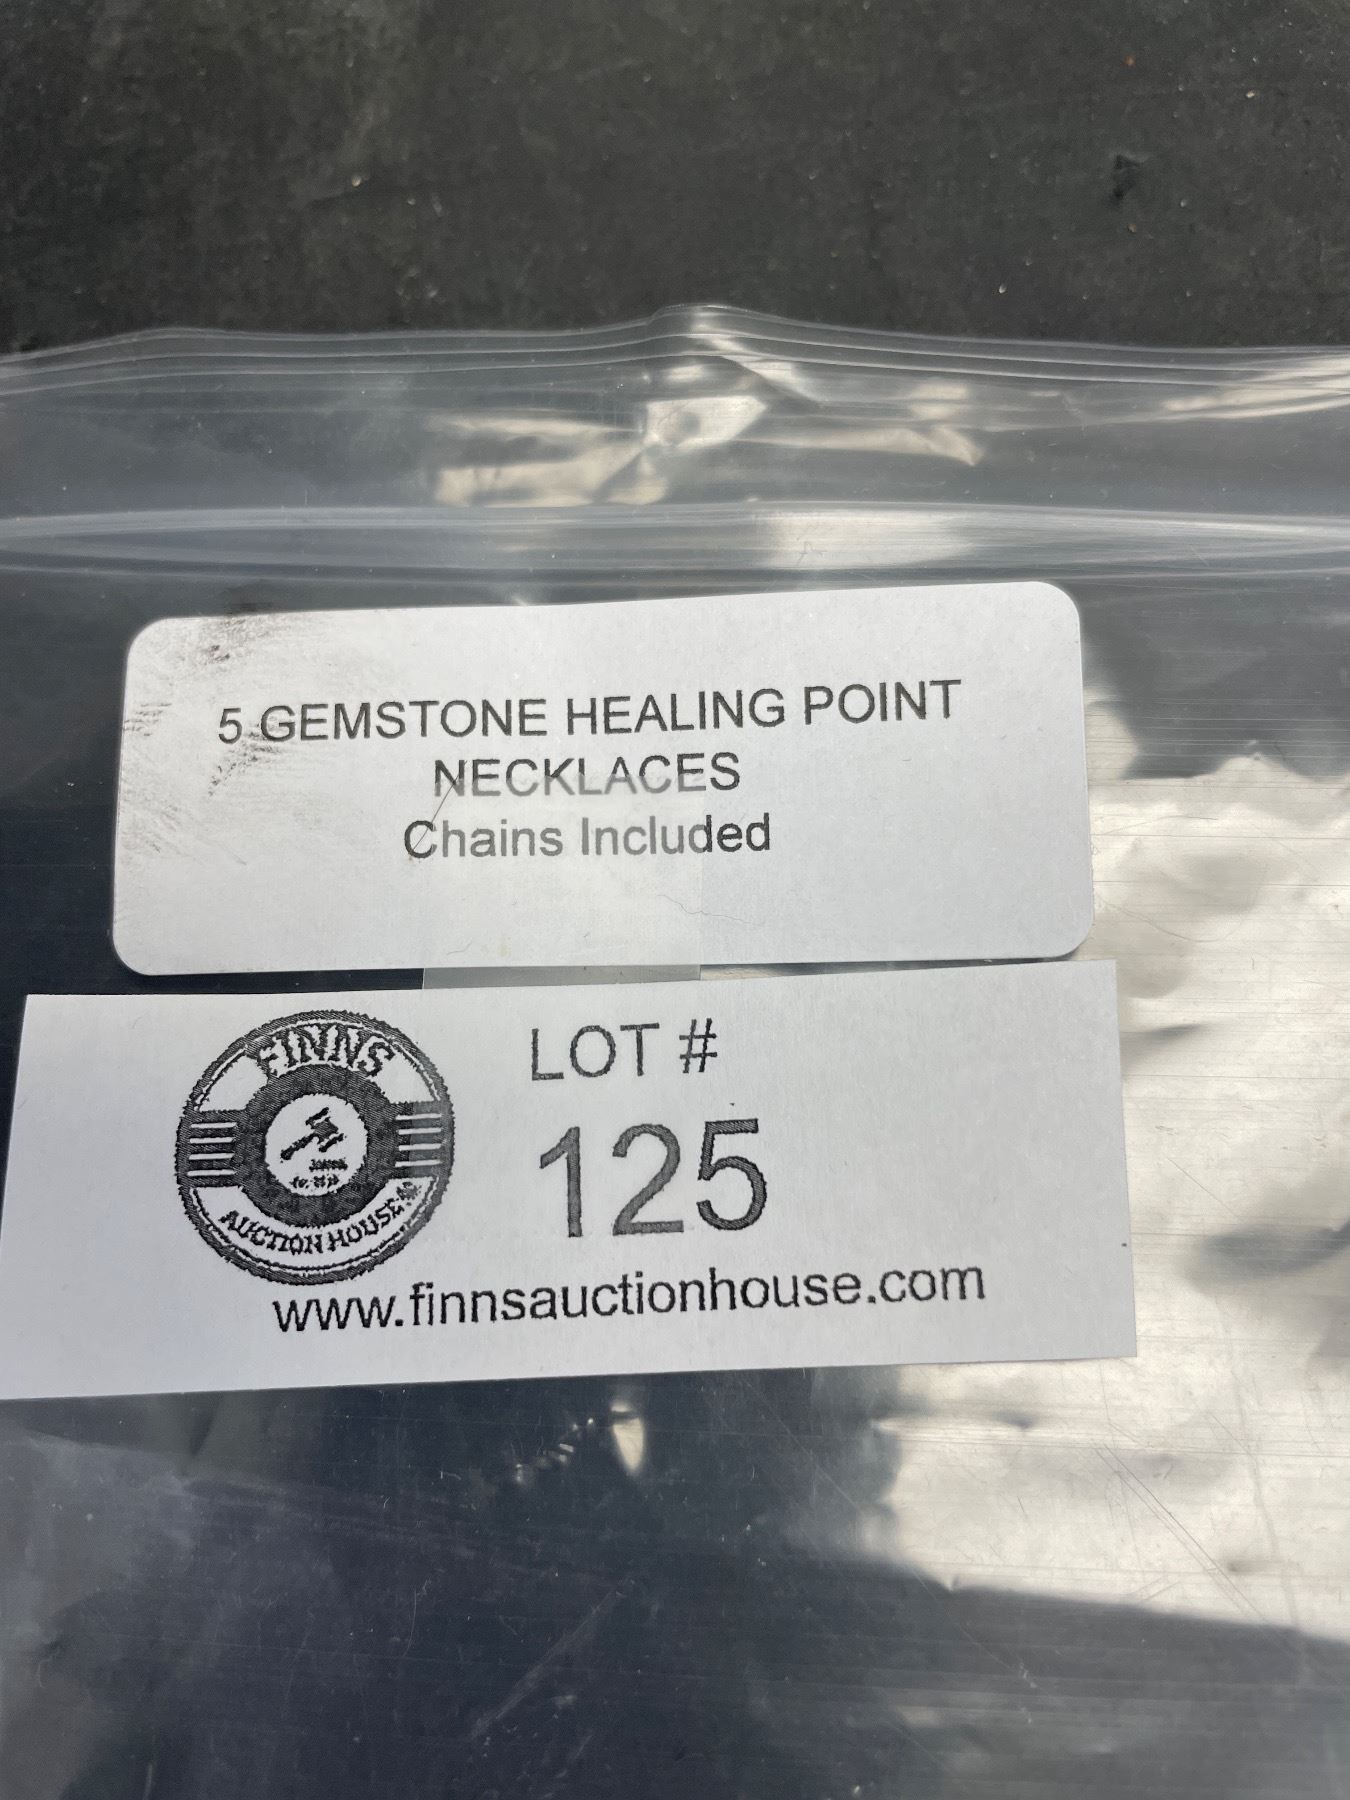 5 GEMSTONE HEALING POINT
NECKLACES
Chains Included
FINNS
AUCTION HOUSE
LOT #
125
www.finnsauctionhouse.com